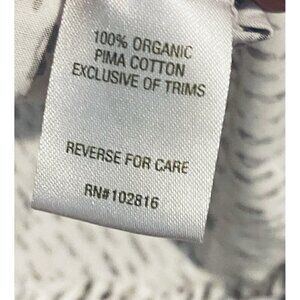 100% ORGANIC
PIMA COTTON
EXCLUSIVE OF TRIMS
REVERSE FOR CARE
RN#102816